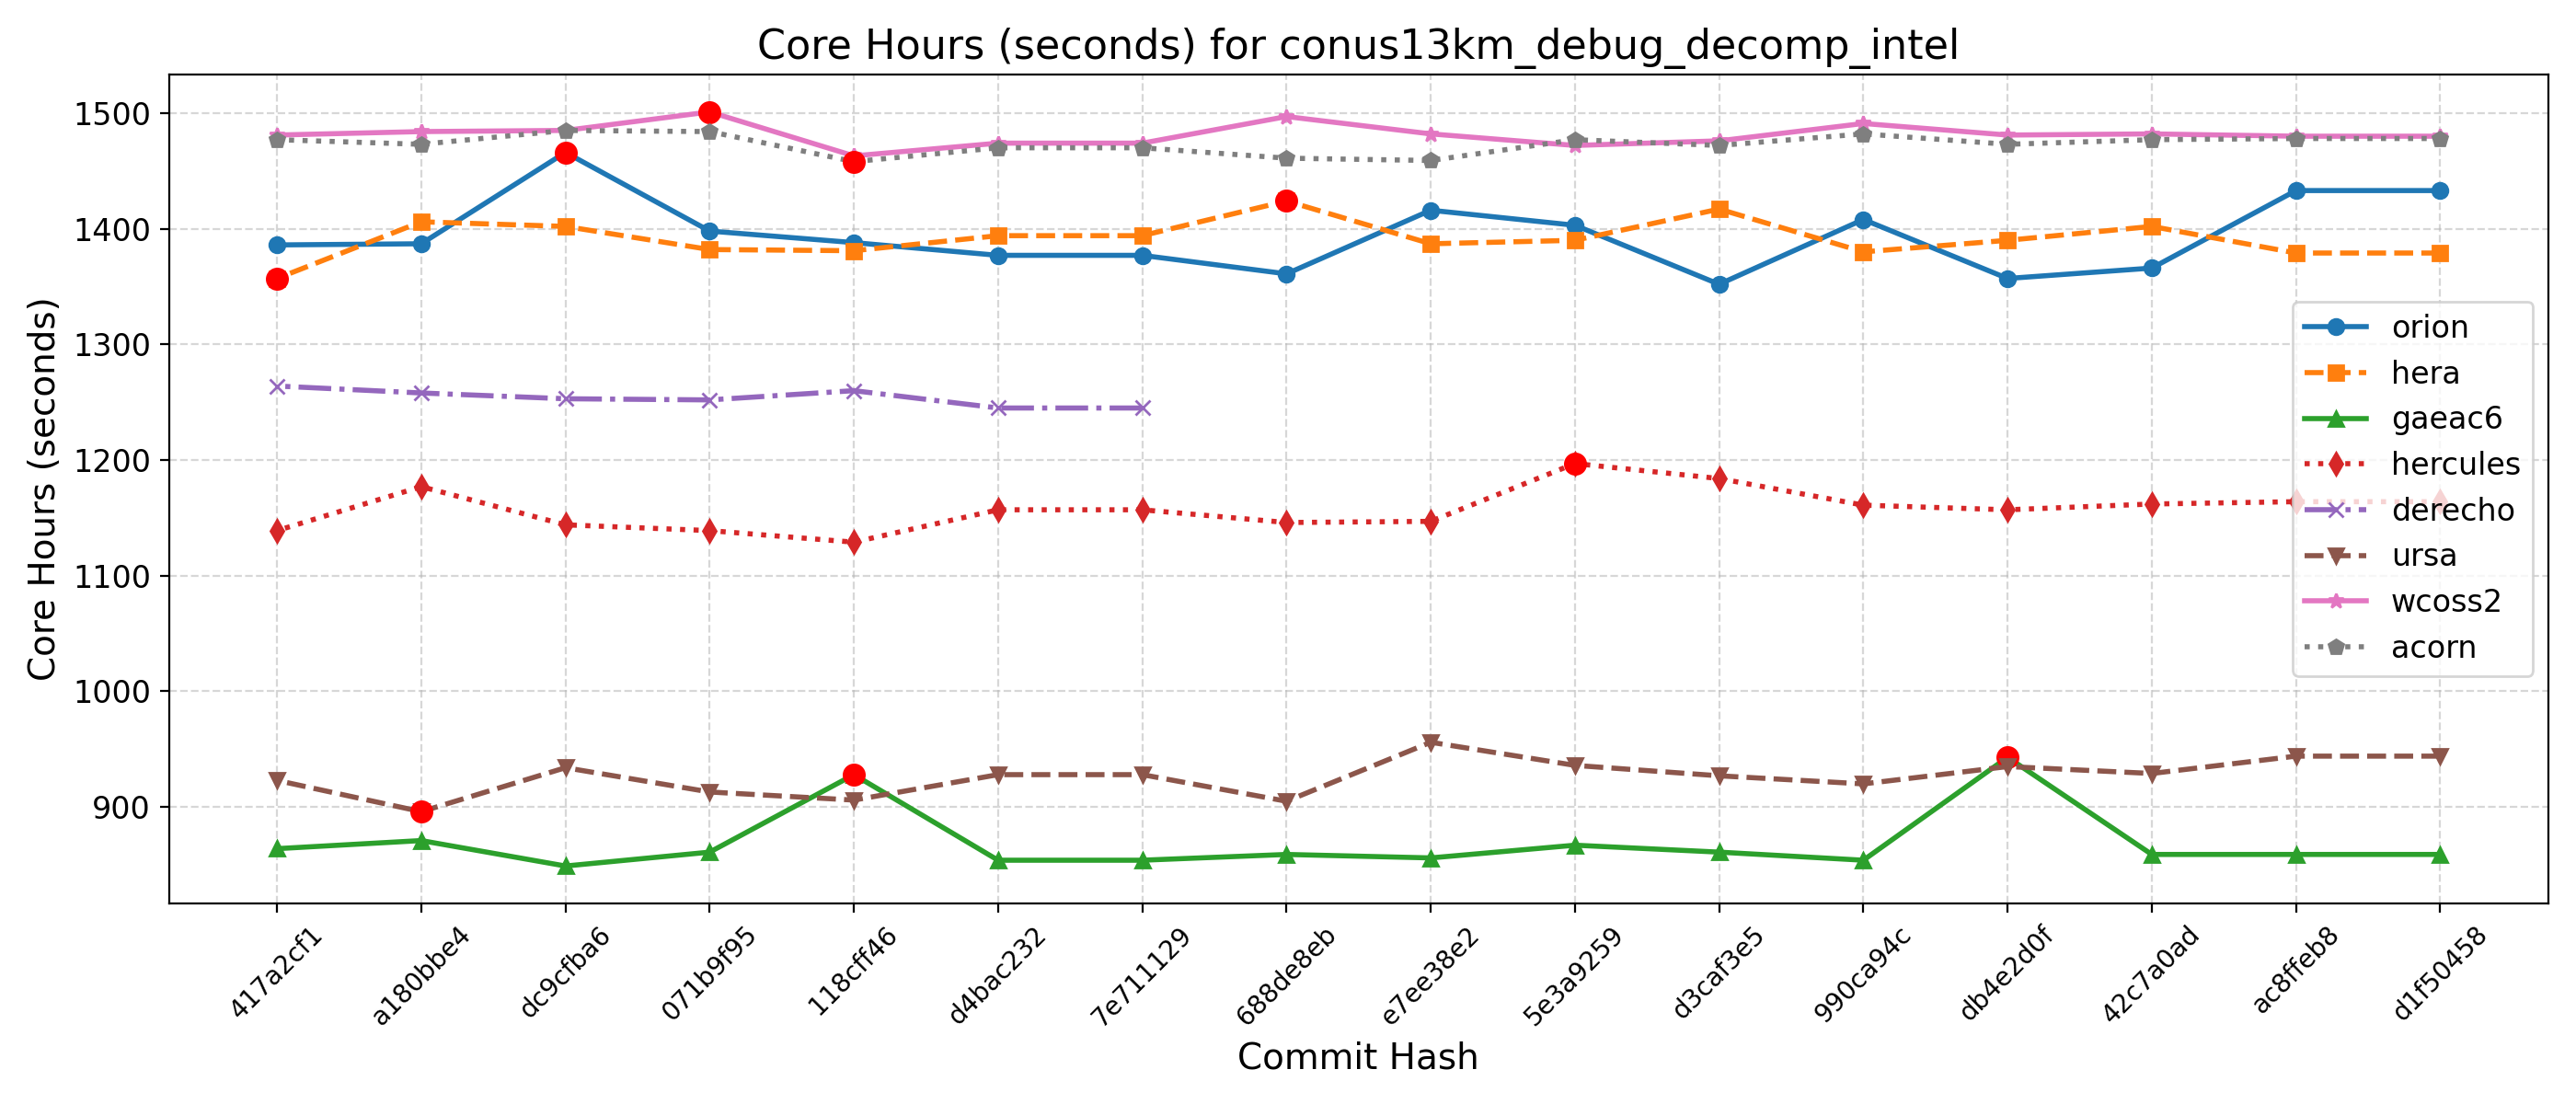 Core Hours (seconds) for conus13km_debug_decomp_intel
Core Hours (seconds)
1500
1400
1300
1200
1100
1000
900
orion
hera
gaeac6
hercules
derecho
ursa
wcoss2
acorn
417a2cf1
a180bbe4
dc9cfba6
071b9f95
118cff46
d4bac232
7e711129
688de8eb
e7ee38e2
5e3a9259
d3caf3e5
990ca94c
db4e2d0f
42c7a0ad
ac8ffeb8
d1f50458
Commit Hash